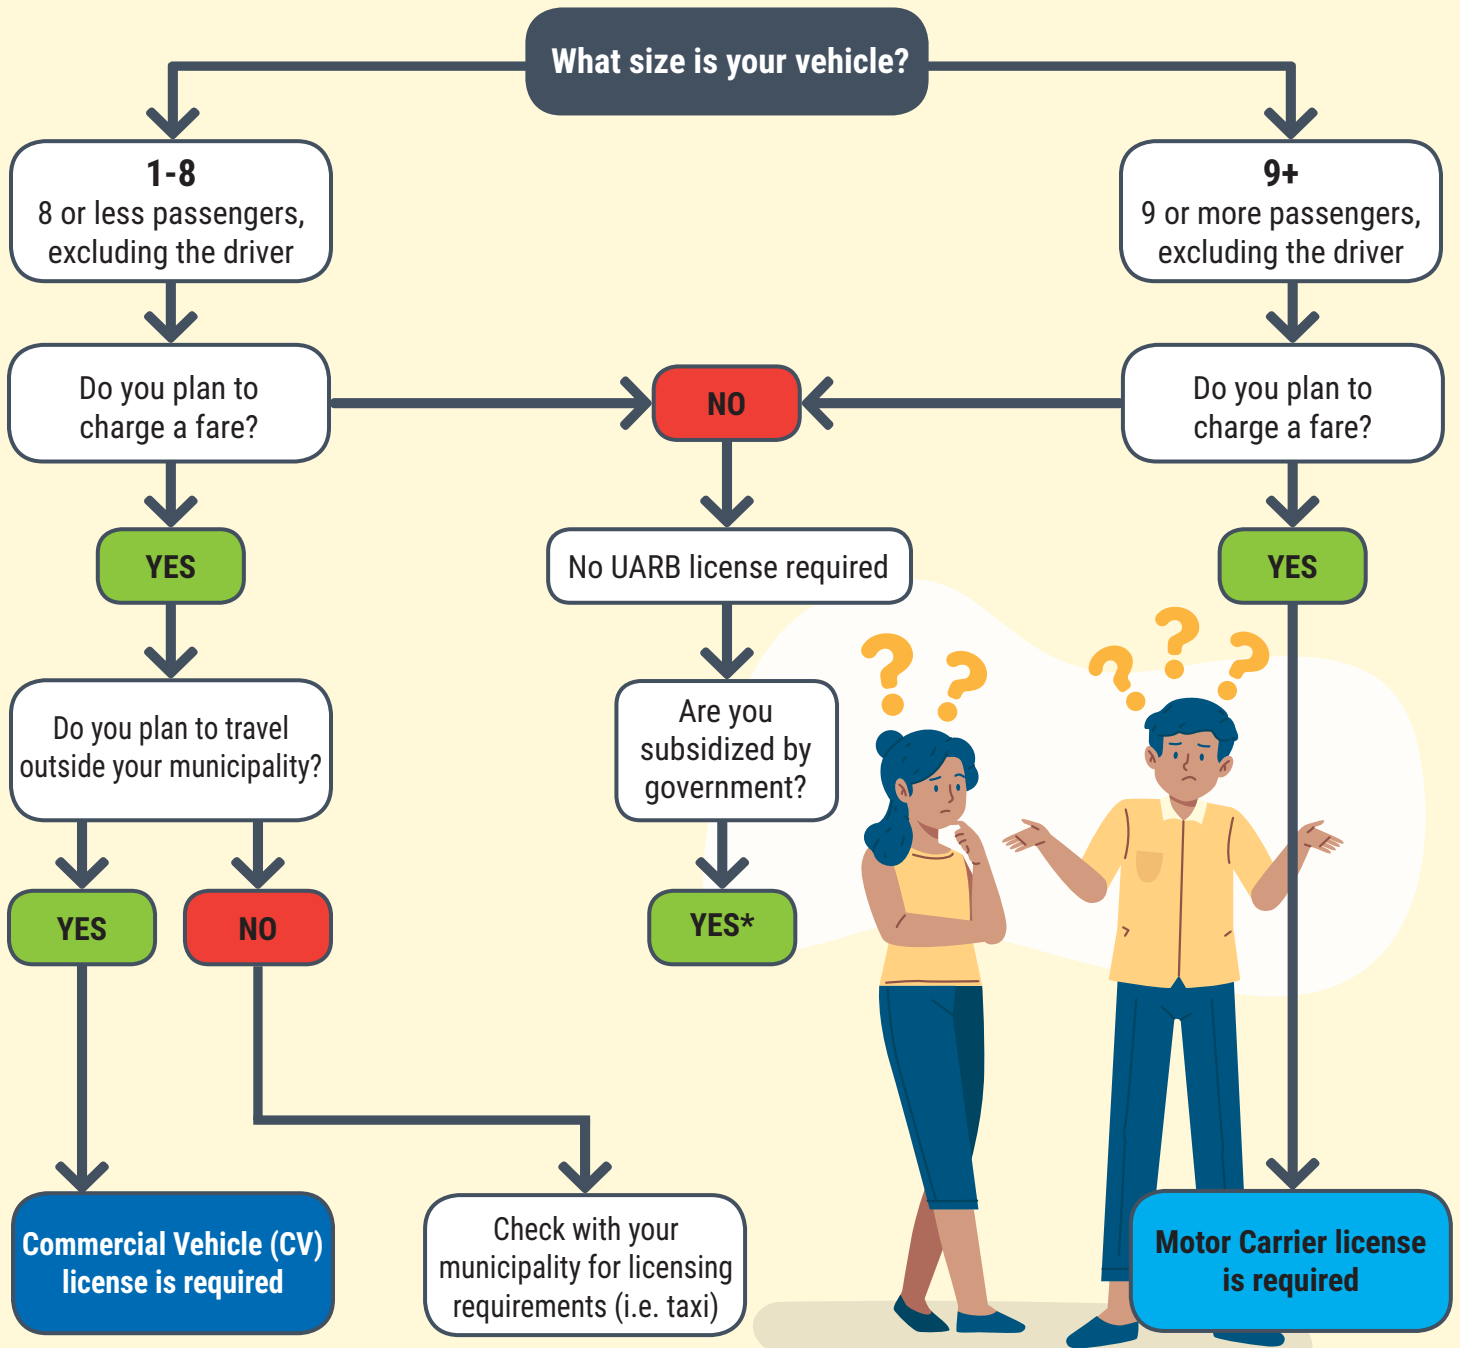 What size is your vehicle?
1-8
8 or less passengers,
excluding the driver
9+
9 or more passengers,
excluding the driver
Do you plan to
charge a fare?
NO
Do you plan to
charge a fare?
YES
No UARB license required
YES
Do you plan to travel
outside your municipality?
Are you
subsidized by
government?
? ?
? ? ?
YES
NO
YES*
Commercial Vehicle (CV)
license is required
Check with your
municipality for licensing
requirements (i.e. taxi)
Motor Carrier license
is required